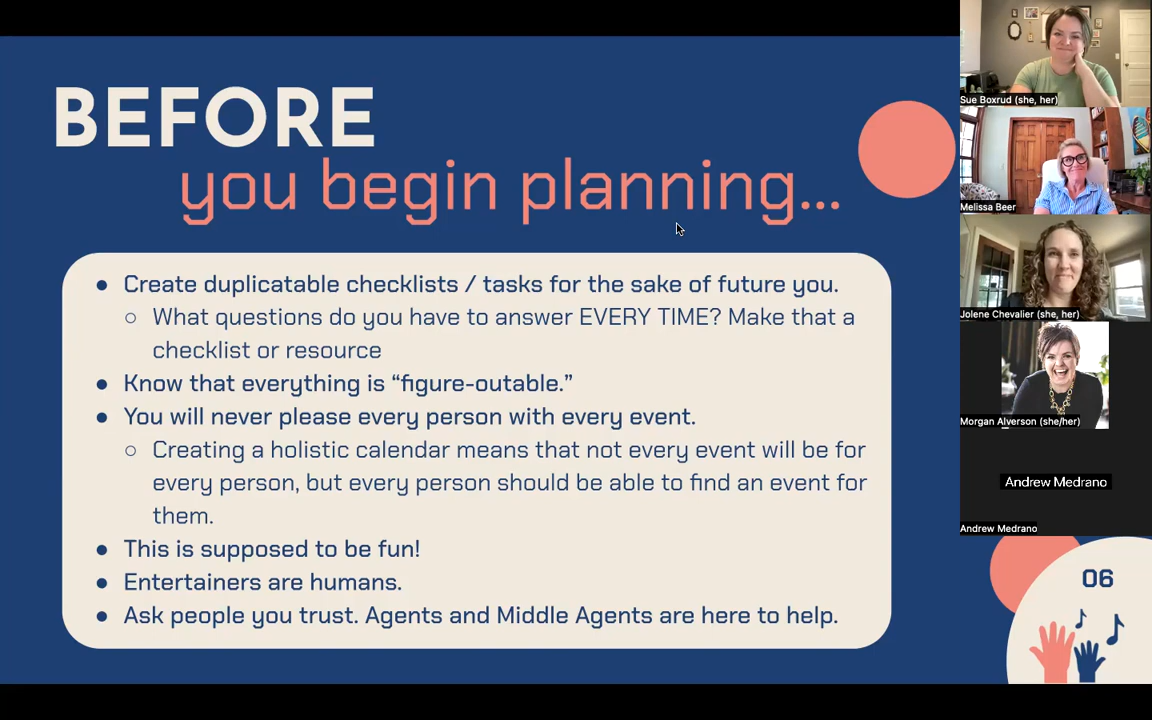 BEFORE
you begin planning...
● Create duplicatable checklists / tasks for the sake of future you.
○ What questions do you have to answer EVERY TIME? Make that a
checklist or resource
● Know that everything is “figure-outable.”
● You will never please every person with every event.
○ Creating a holistic calendar means that not every event will be for
every person, but every person should be able to find an event for
them.
● This is supposed to be fun!
● Entertainers are humans.
● Ask people you trust. Agents and Middle Agents are here to help.
Sue Boxrud (she, her)
Melissa Beer
Jolene Chevalier (she, her)
Morgan Alverson (she/her)
Andrew Medrano
Andrew Medrano
06